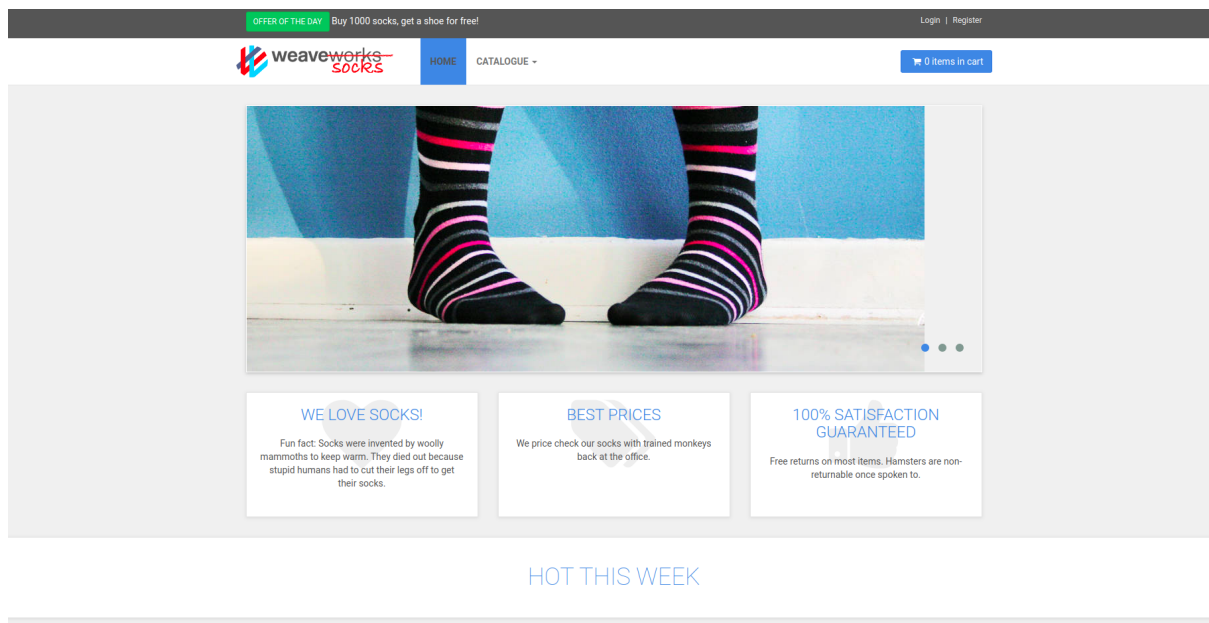 OFFER OF THE DAY Buy 1000 socks, get a shoe for free!
Login | Register
weaveworks
socks
HOME
CATALOGUE
0 items in cart
WE LOVE SOCKS!
Fun fact: Socks were invented by woolly
mammoths to keep warm. They died out because
stupid humans had to cut their legs off to get
their socks.
BEST PRICES
We price check our socks with trained monkeys
back at the office.
100% SATISFACTION
GUARANTEED
Free returns on most items. Hamsters are non-
returnable once spoken to.
HOT THIS WEEK